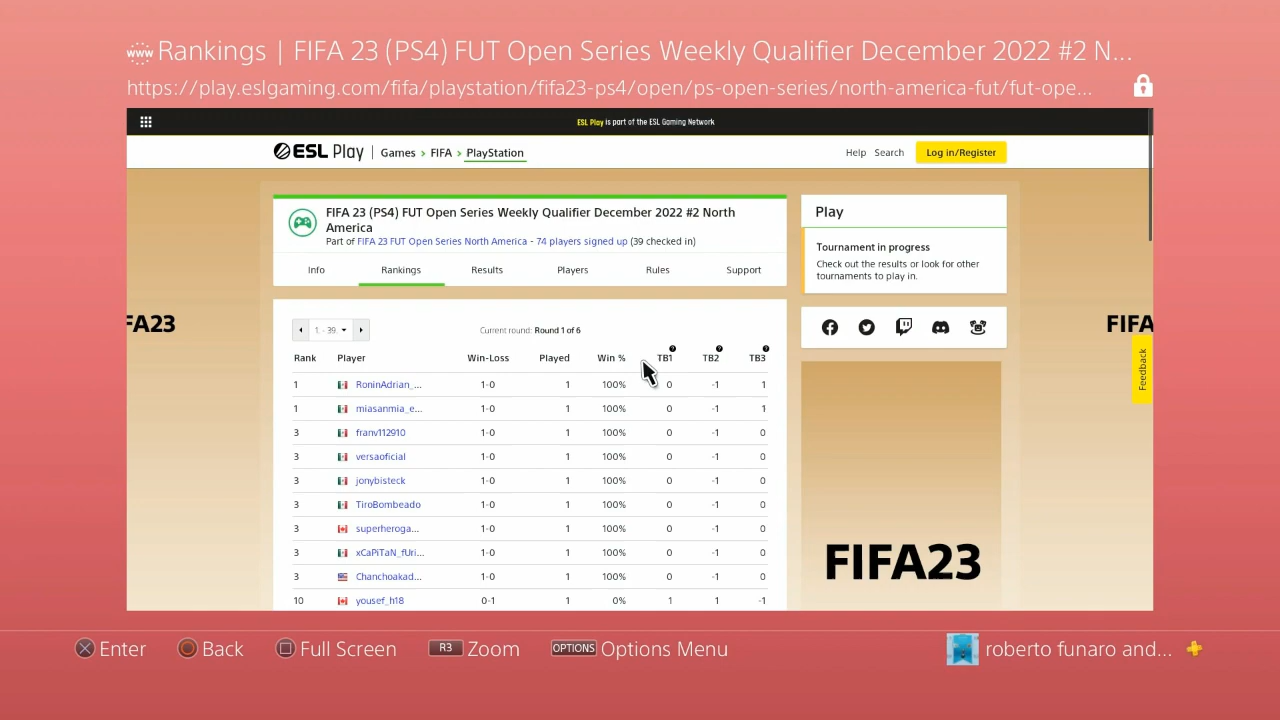 www Rankings | FIFA 23 (PS4) FUT Open Series Weekly Qualifier December 2022 #2 N...
https://play.eslgaming.com/fifa/playstation/fifa23-ps4/open/ps-open-series/north-america-fut/fut-ope...
ESL Play is part of the ESL Gaming Network
ESL Play | Games > FIFA > PlayStation Help Search Log in/Register
FIFA 23 (PS4) FUT Open Series Weekly Qualifier December 2022 #2 North
America
Part of FIFA 23 FUT Open Series North America - 74 players signed up (39 checked in)
Info Rankings Results Players Rules Support
Play
Tournament in progress
Check out the results or look for other
tournaments to play in.
FA23
FIFA
Feedback
1 - 39
Current round: Round 1 of 6
Rank Player Win-Loss Played Win % TB1 ? TB2 ? TB3 ?
1 RoninAdrian_... 1-0 1 100% 0 -1 1
1 miasanmia_e... 1-0 1 100% 0 -1 1
3 franv112910 1-0 1 100% 0 -1 0
3 versaoficial 1-0 1 100% 0 -1 0
3 jonybisteck 1-0 1 100% 0 -1 0
3 TiroBombeado 1-0 1 100% 0 -1 0
3 superheroga... 1-0 1 100% 0 -1 0
3 xCaPiTaN_fUri... 1-0 1 100% 0 -1 0
3 Chanchoakad... 1-0 1 100% 0 -1 0
10 yousef_h18 0-1 1 0% 1 1 -1
FIFA23
Enter Back Full Screen R3 Zoom OPTIONS Options Menu roberto funaro and...